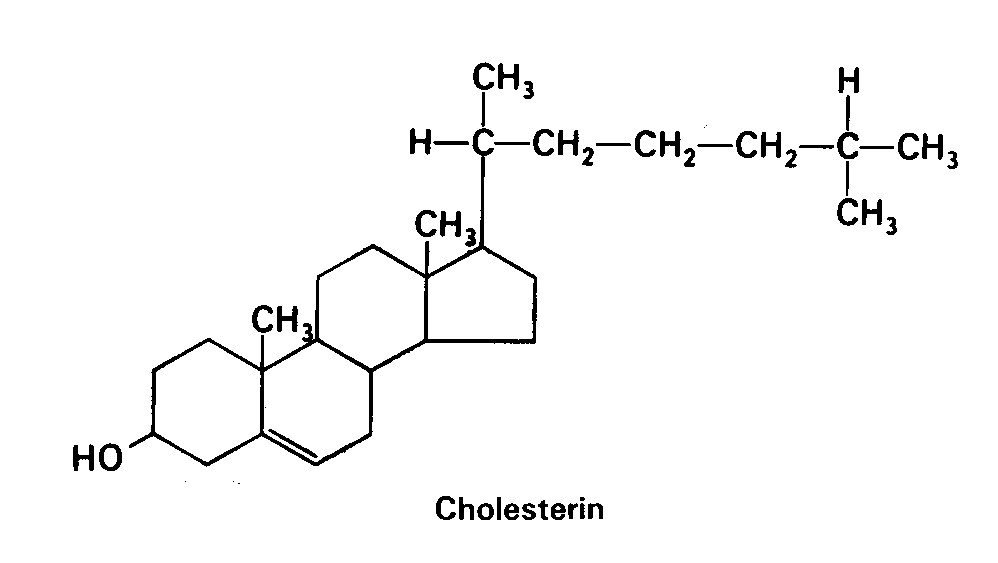 CH₃ H
H—C—CH₂—CH₂—CH₂—C—CH₃
CH₃ CH₃
CH₃
HO
Cholesterin